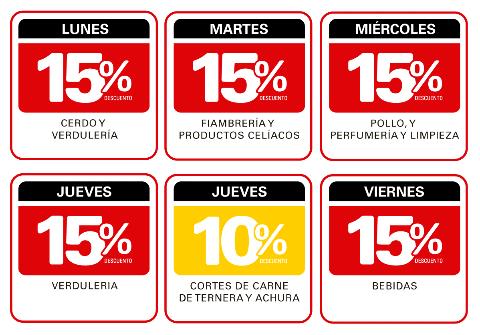 LUNES
15%
DESCUENTO
CERDO Y
VERDULERÍA
MARTES
15%
DESCUENTO
FIAMBRERÍA Y
PRODUCTOS CELÍACOS
MIÉRCOLES
15%
DESCUENTO
POLLO, Y
PERFUMERÍA Y LIMPIEZA
JUEVES
15%
DESCUENTO
VERDULERIA
JUEVES
10%
DESCUENTO
CORTES DE CARNE
DE TERNERA Y ACHURA
VIERNES
15%
DESCUENTO
BEBIDAS